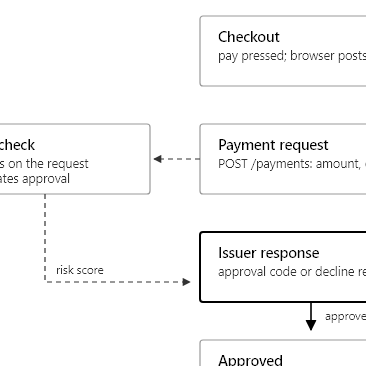 Checkout
pay pressed; browser posts
check
s on the request
ates approval
Payment request
POST /payments: amount,
risk score
Issuer response
approval code or decline re
approve
Approved